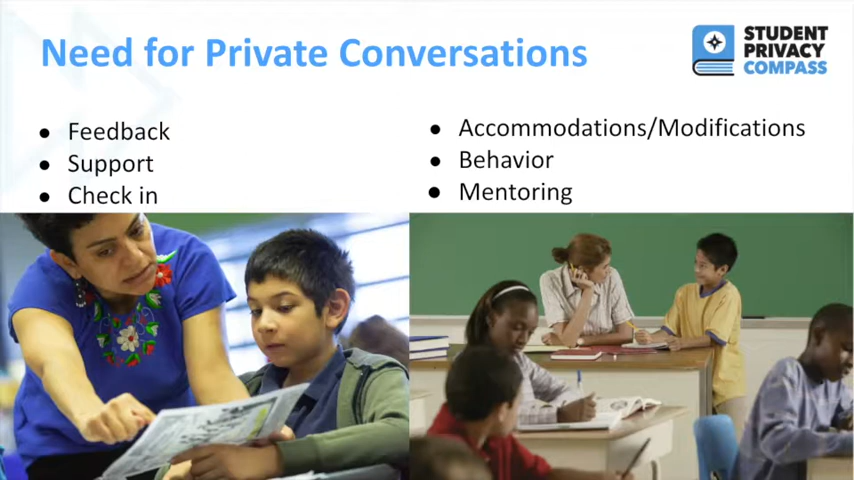 Need for Private Conversations
STUDENT
PRIVACY
COMPASS
● Feedback
● Support
● Check in
● Accommodations/Modifications
● Behavior
● Mentoring